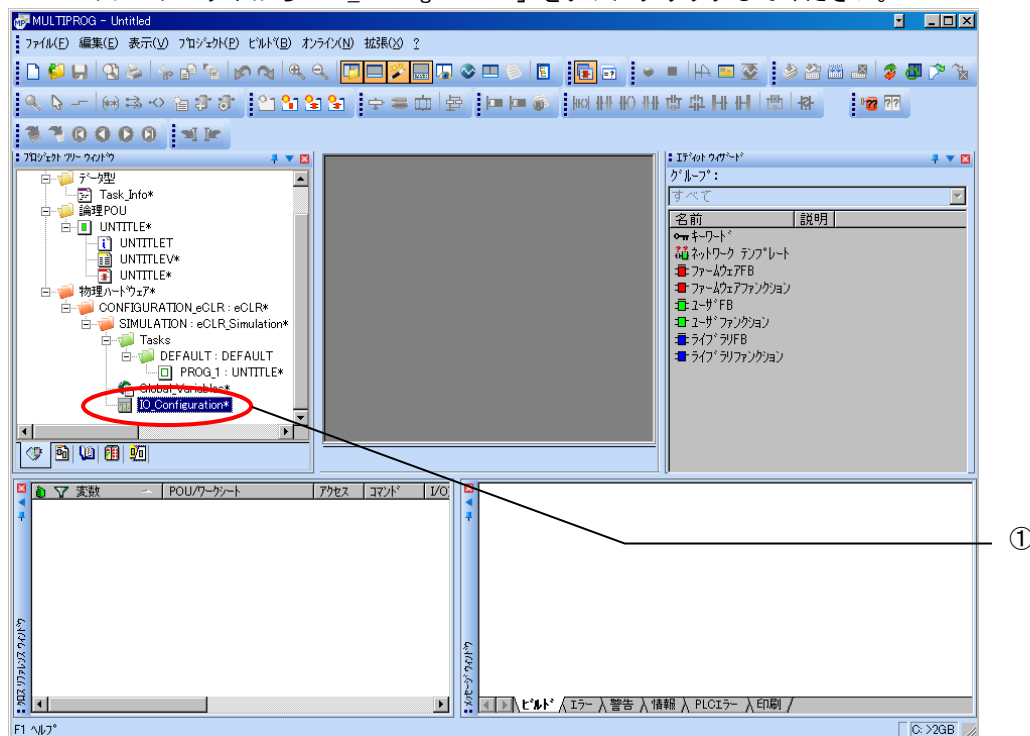 MULTIPROG - Untitled
ファイル(F) 編集(E) 表示(V) プロジェクト(P) ビルド(B) オンライン(N) 拡張(X) ?
プロジェクト ツリー ウィンドウ
データ型
Task_Info*
論理POU
UNTITLE*
UNTITLET
UNTITLEV*
UNTITLE*
物理ハードウェア*
CONFIGURATION_eCLR : eCLR*
SIMULATION : eCLR_Simulation*
Tasks
DEFAULT : DEFAULT
PROG_1 : UNTITLE*
Global_Variables*
IO_Configuration*
エディット ウィザード
グループ:
すべて
名前 説明
キーワード
ネットワーク テンプレート
ファームウェアFB
ファームウェアファンクション
ユーザFB
ユーザファンクション
ライブラリFB
ライブラリファンクション
①
変数 POU/ワークシート アクセス コマンド I/O
クロス リファレンス ウィンドウ
メッセージ ウィンドウ
ビルド エラー 警告 情報 PLCエラー 印刷
F1 ヘルプ
C: >2GB